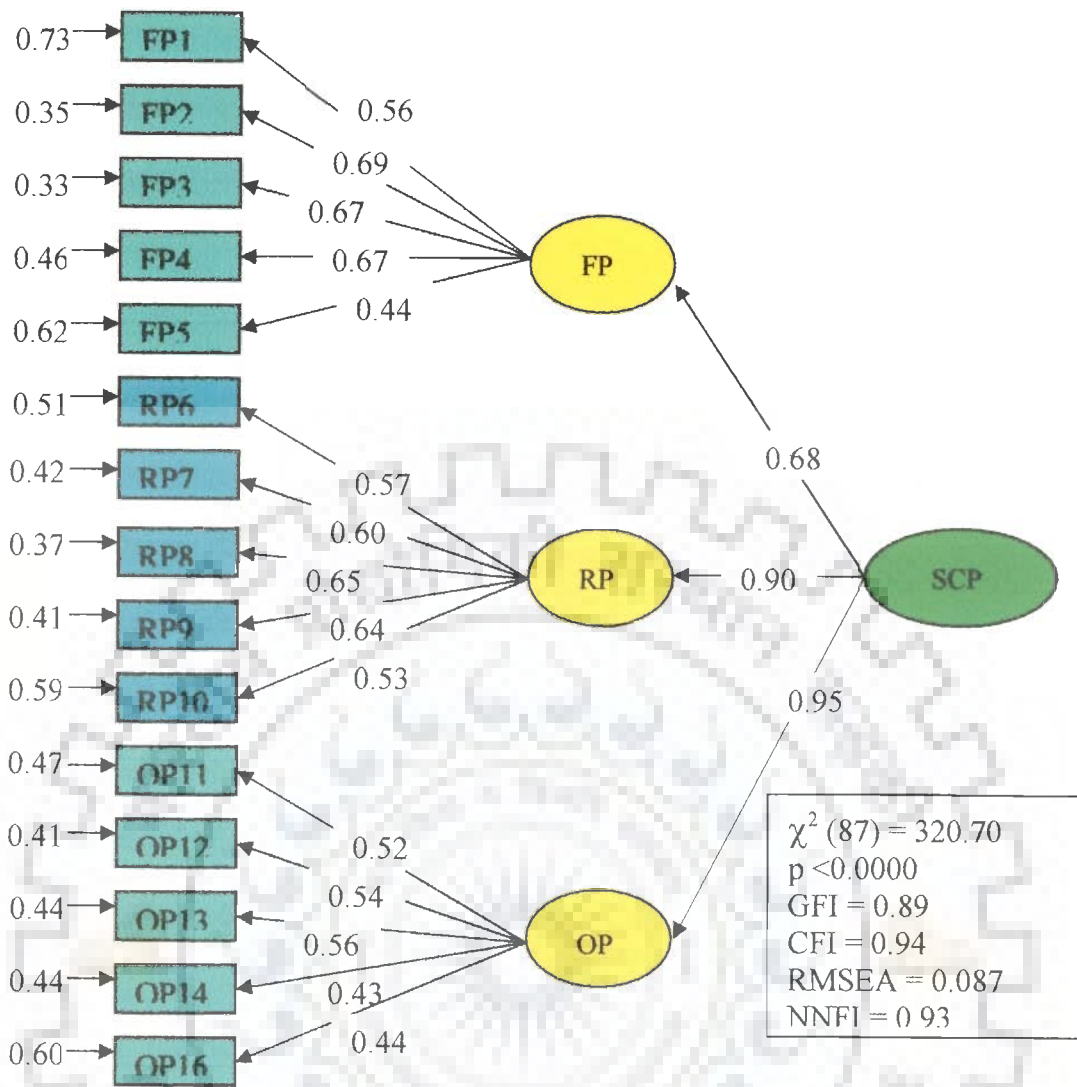 0.73 FP1
0.56
0.35 FP2
0.69
0.33 FP3
0.67
0.46 FP4
0.67
FP
0.44
0.62 FP5
0.51 RP6
0.68
0.42 RP7
0.57
0.60
0.37 RP8
0.65
RP
0.90
SCP
0.41 RP9
0.64
0.53
0.59 RP10
0.95
0.47 OP11
0.52
0.41 OP12
0.54
0.44 OP13
0.56
OP
0.44 OP14
0.43
0.44
0.60 OP16
χ² (87) = 320.70
p <0.0000
GFI = 0.89
CFI = 0.94
RMSEA = 0.087
NNFI = 0.93